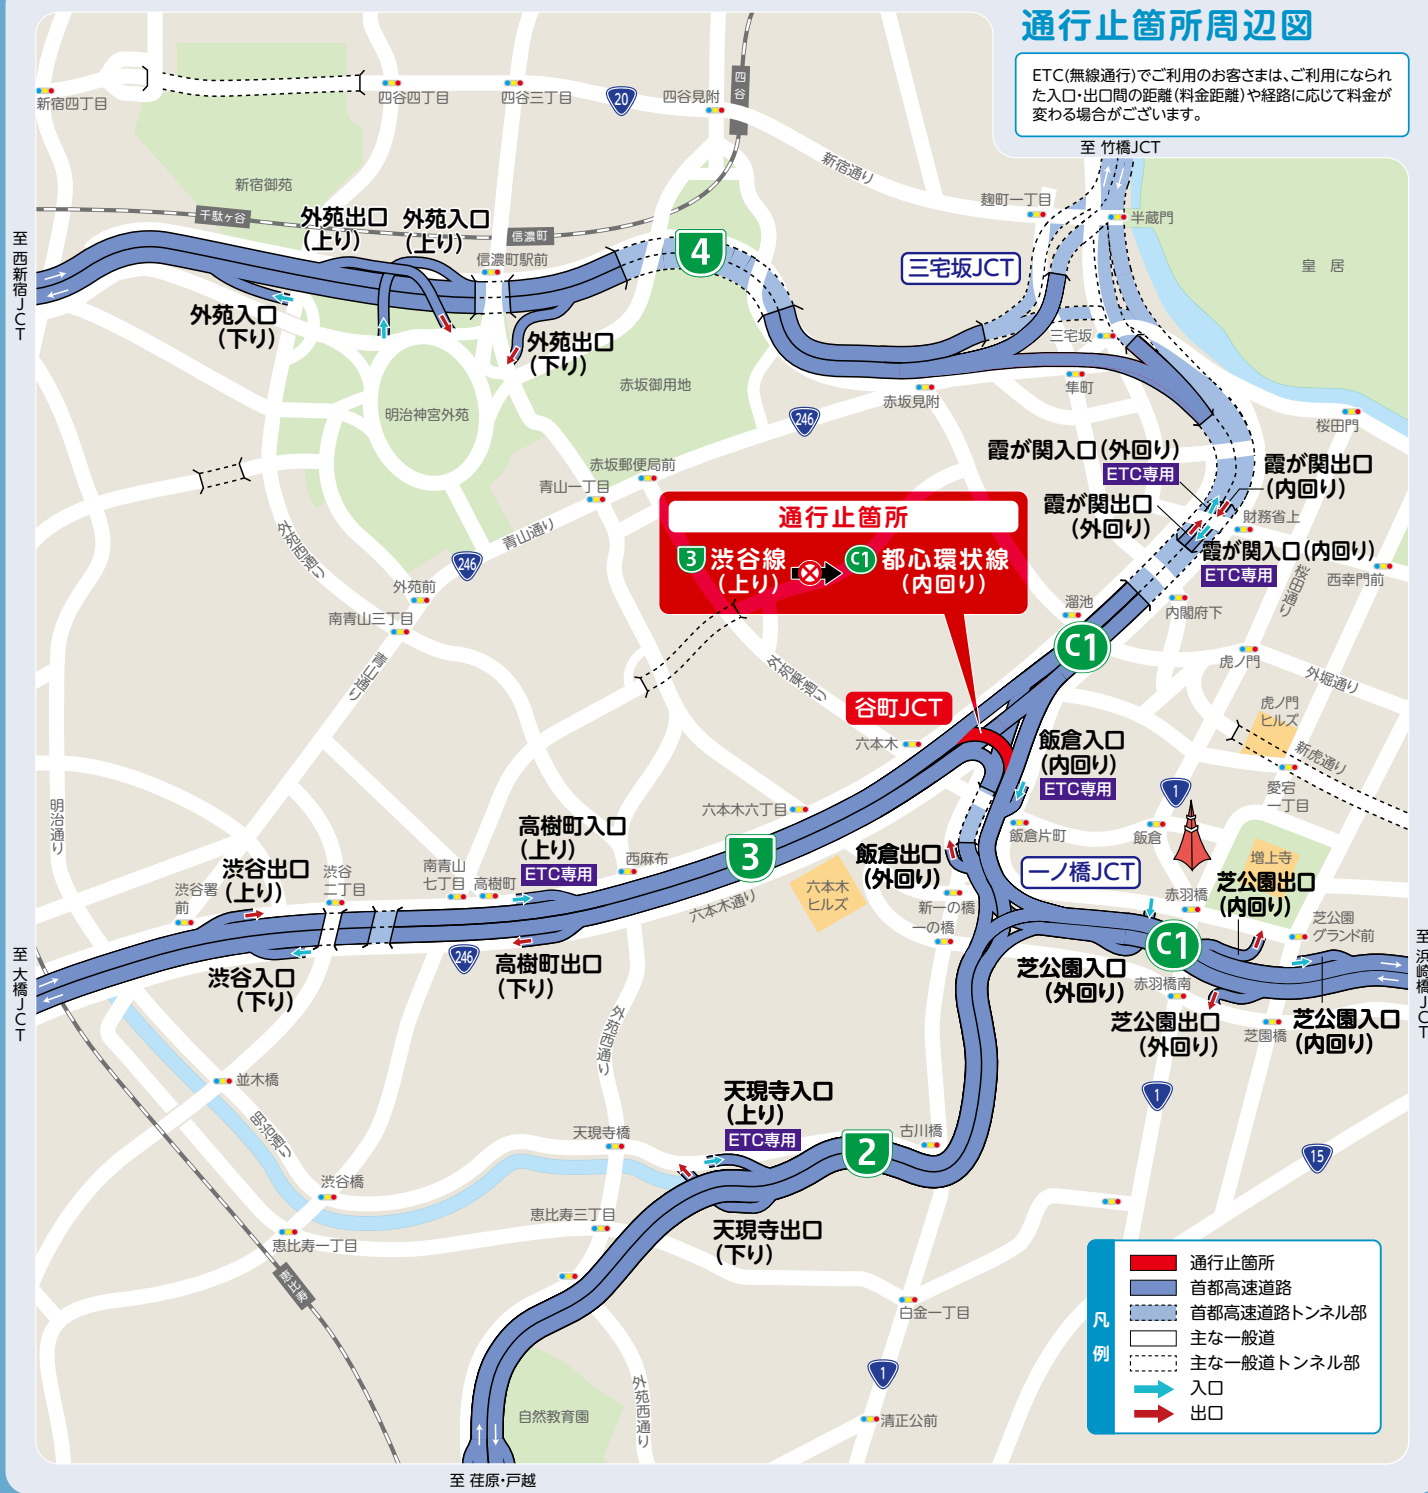 通行止箇所周辺図
ETC(無線通行)でご利用のお客さまは、ご利用になられ
た入口・出口間の距離(料金距離)や経路に応じて料金が
変わる場合がございます。
至 竹橋JCT
新宿四丁目
四谷四丁目
四谷三丁目
20
四谷見附
四谷
新宿通り
麹町一丁目
半蔵門
新宿御苑
千駄ヶ谷
信濃町
外苑出口
(上り)
外苑入口
(上り)
信濃町駅前
4
三宅坂JCT
皇 居
至 西新宿JCT
外苑入口
(下り)
外苑出口
(下り)
三宅坂
隼町
赤坂御用地
赤坂見附
明治神宮外苑
246
桜田門
赤坂郵便局前
青山一丁目
霞が関入口(外回り)
ETC専用
霞が関出口
(内回り)
霞が関出口
(外回り)
財務省上
霞が関入口(内回り)
ETC専用
西幸門前
桜田通り
外苑西通り
青山通り
246
外苑前
南青山三丁目
青山通り
通行止箇所
3 渋谷線
(上り)
C1 都心環状線
(内回り)
溜池
内閣府下
C1
虎ノ門
外堀通り
外苑東通り
谷町JCT
六本木
虎ノ門
ヒルズ
新虎通り
飯倉入口
(内回り)
ETC専用
1
愛宕
一丁目
明治通り
六本木六丁目
飯倉片町
飯倉
高樹町入口
(上り)
ETC専用
3
西麻布
飯倉出口
(外回り)
一ノ橋JCT
増上寺
渋谷出口
(上り)
渋谷
二丁目
南青山
七丁目
高樹町
渋谷署
前
六本木通り
六本木
ヒルズ
新一の橋
一の橋
赤羽橋
芝公園出口
(内回り)
芝公園
グランド前
C1
至 大橋JCT
至 浜崎橋JCT
渋谷入口
(下り)
246
高樹町出口
(下り)
芝公園入口
(外回り)
赤羽橋南
芝公園出口
(外回り)
芝園橋
芝公園入口
(内回り)
外苑西通り
並木橋
明治通り
1
天現寺入口
(上り)
ETC専用
天現寺橋
2
古川橋
15
渋谷橋
恵比寿三丁目
天現寺出口
(下り)
恵比寿一丁目
恵比寿
白金一丁目
1
外苑西通り
自然教育園
清正公前
至 荏原・戸越
凡例
通行止箇所
首都高速道路
首都高速道路トンネル部
主な一般道
主な一般道トンネル部
入口
出口